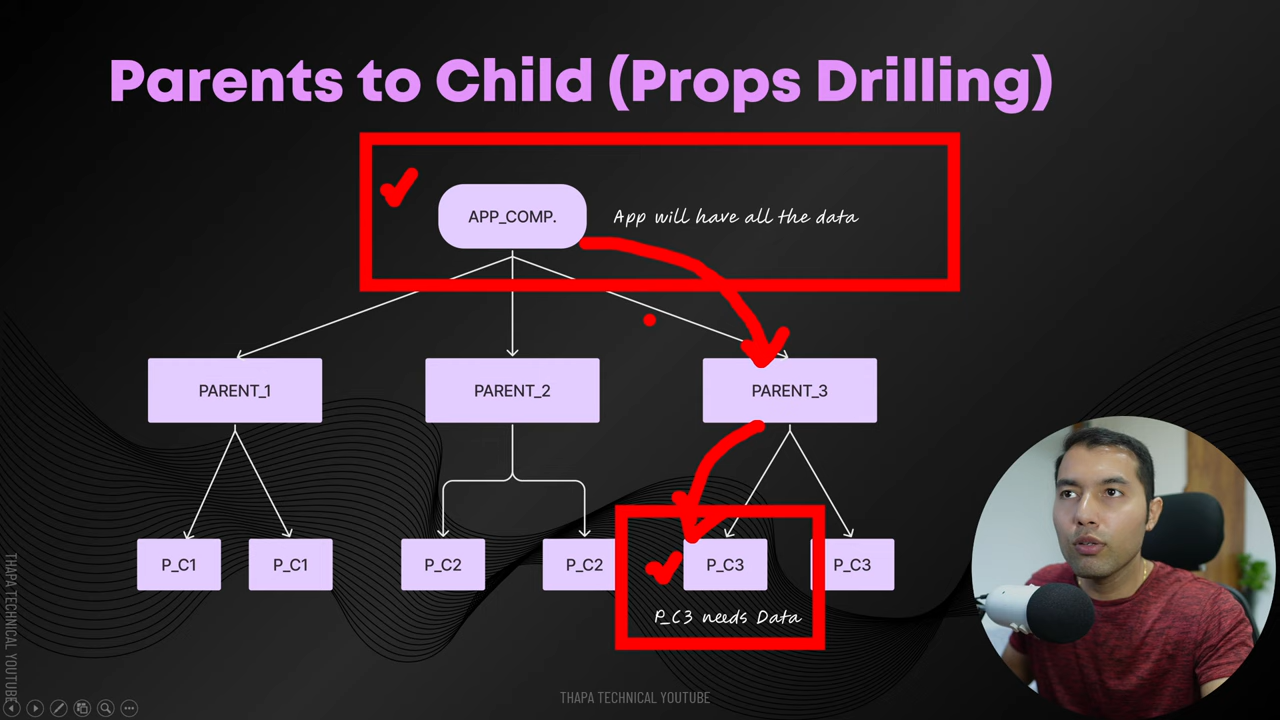 Parents to Child (Props Drilling)
APP_COMP.
App will have all the data
PARENT_1
PARENT_2
PARENT_3
P_C1
P_C1
P_C2
P_C2
P_C3
P_C3
P_C3 needs Data
THAPA TECHNICAL YOUTUBE
THAPA TECHNICAL YOUTUBE